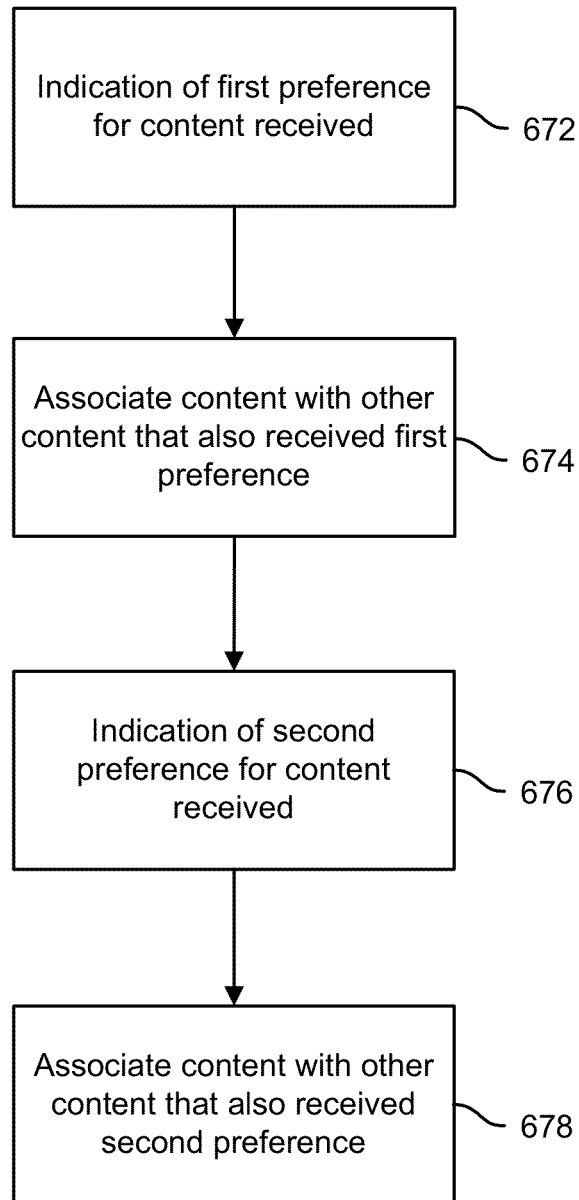 Indication of first preference
for content received
672
Associate content with other
content that also received first
preference
674
Indication of second
preference for content
received
676
Associate content with other
content that also received
second preference
678